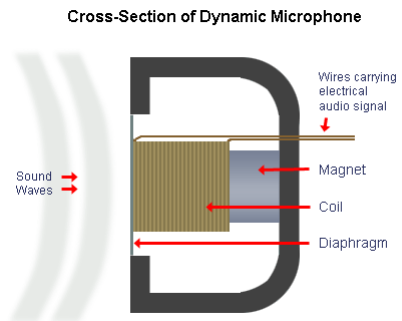 Cross-Section of Dynamic Microphone
Wires carrying
electrical
audio signal
Sound
Waves
Magnet
Coil
Diaphragm